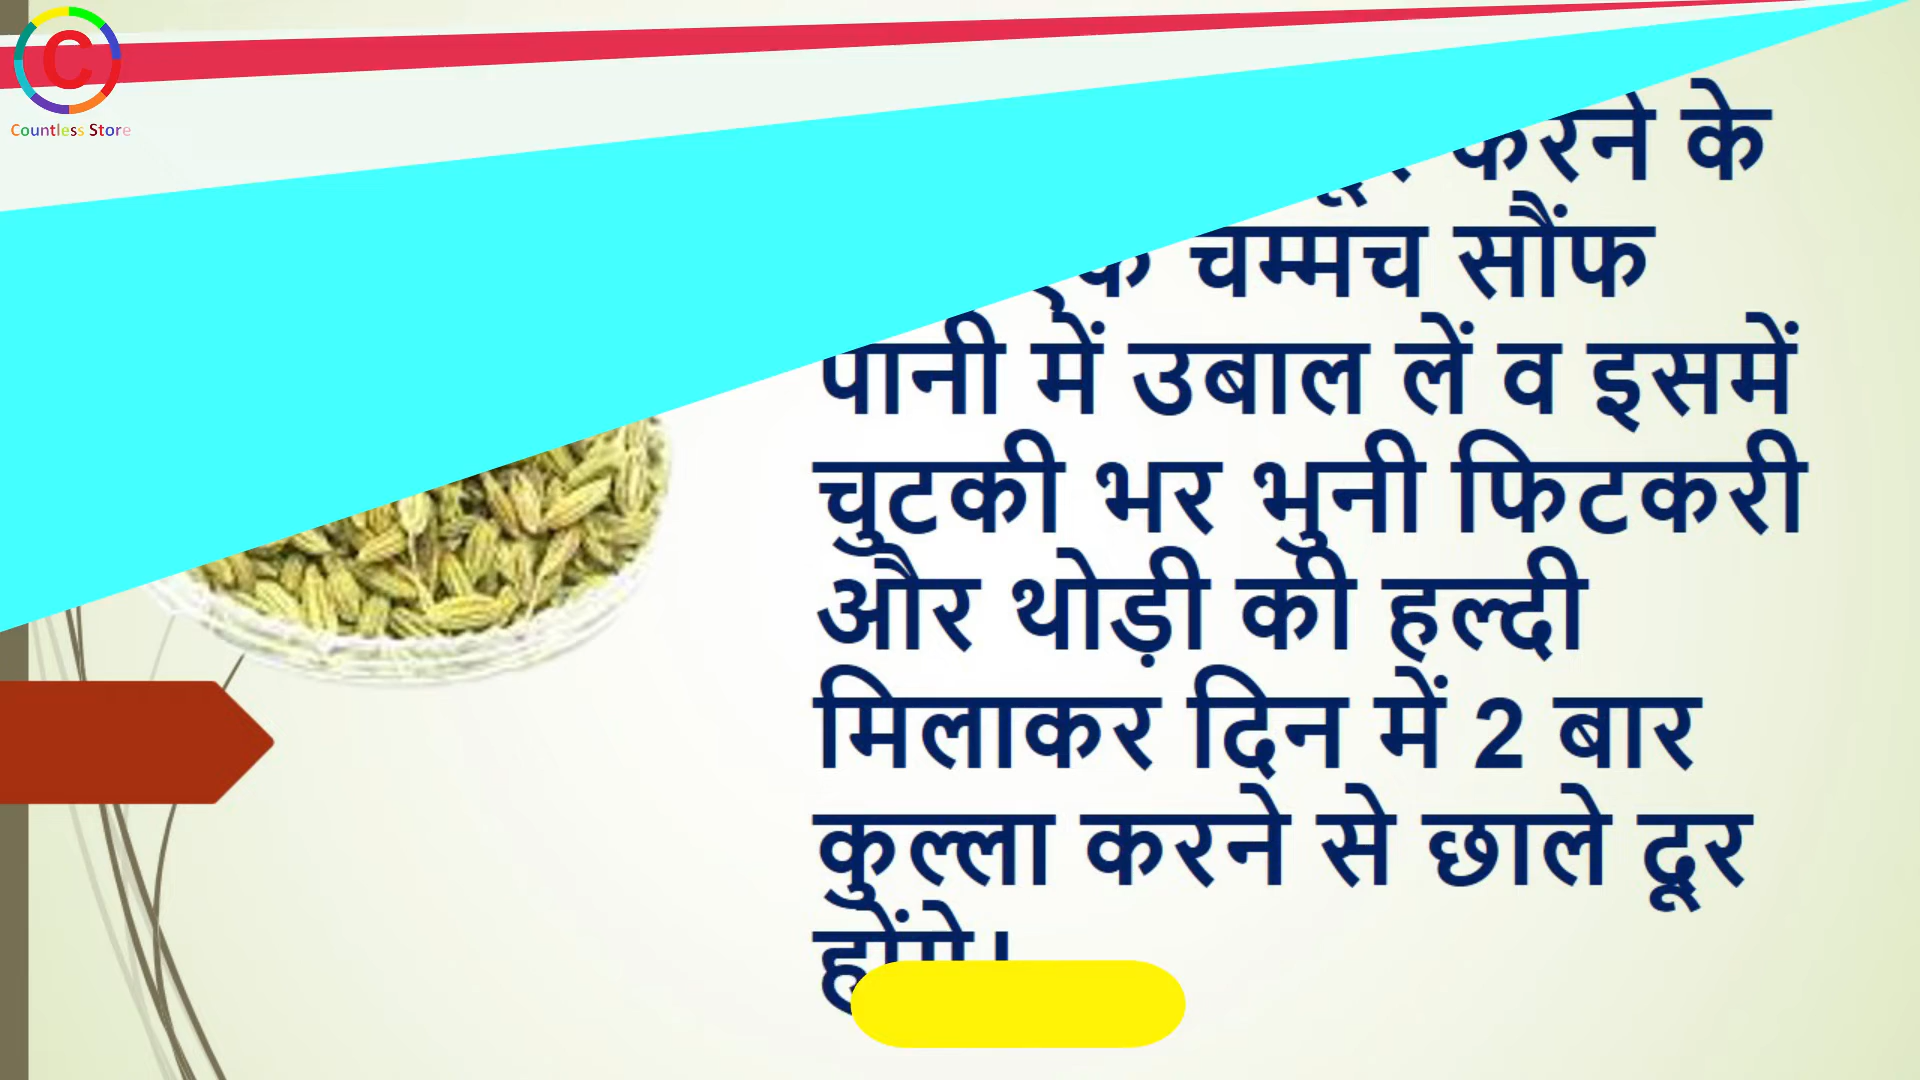 Countless Store
करने के
चम्मच सौंफ
पानी में उबाल लें व इसमें
चुटकी भर भुनी फिटकरी
और थोड़ी की हल्दी
मिलाकर दिन में 2 बार
कुल्ला करने से छाले दूर